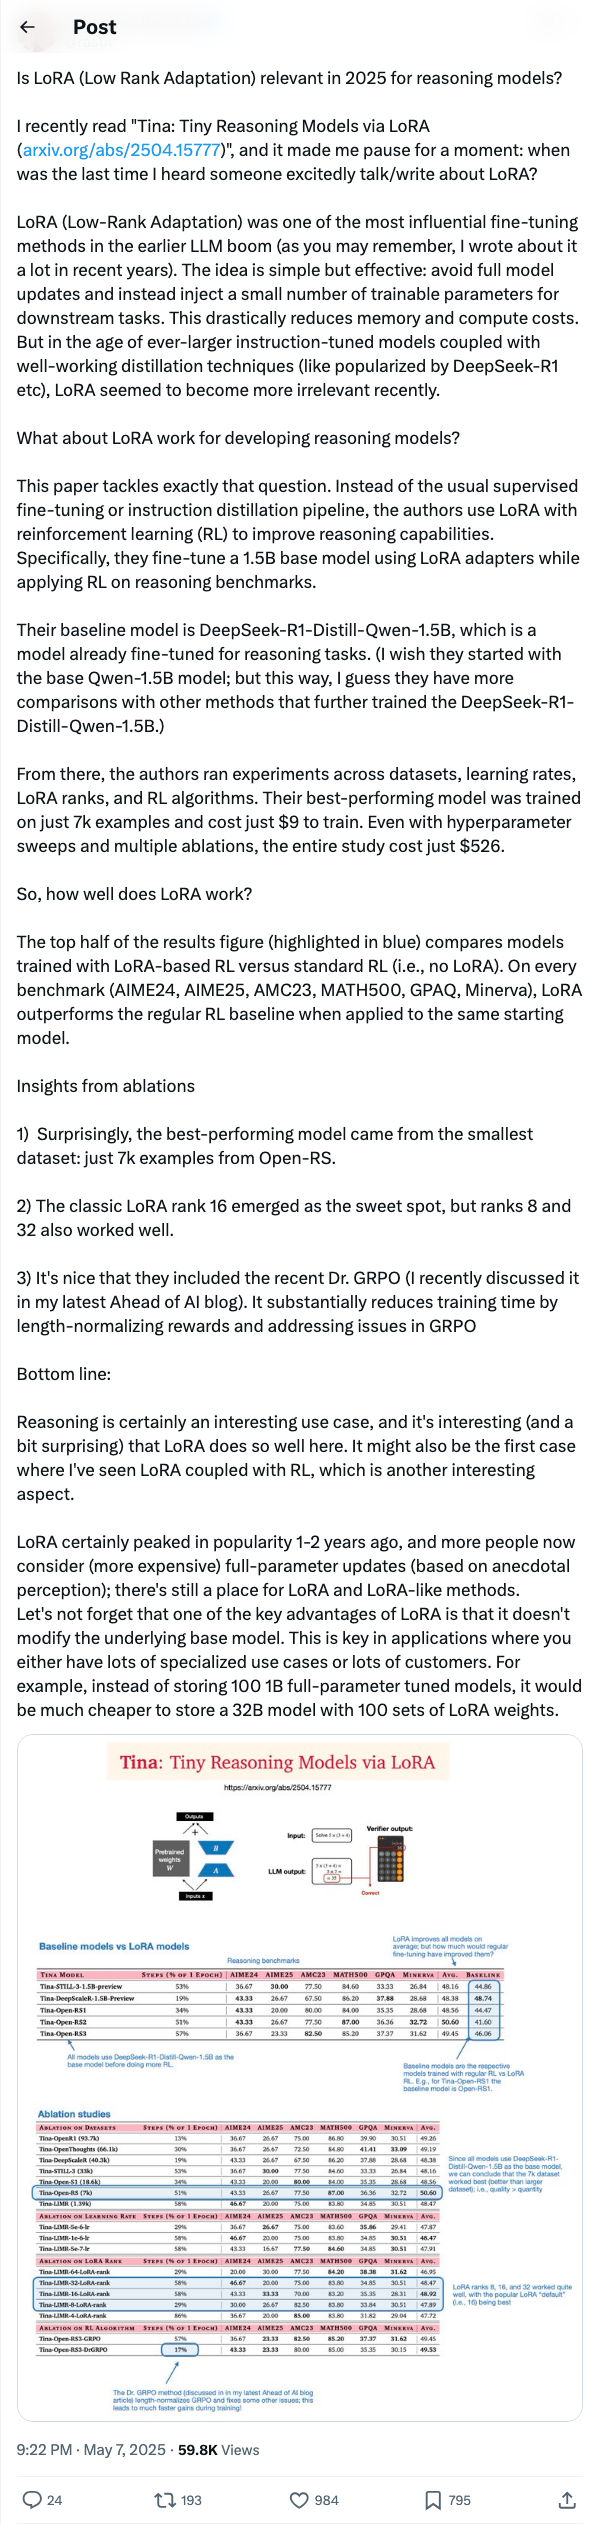 Post
Is LoRA (Low Rank Adaptation) relevant in 2025 for reasoning models?
I recently read "Tina: Tiny Reasoning Models via LoRA
(arxiv.org/abs/2504.15777)", and it made me pause for a moment: when
was the last time I heard someone excitedly talk/write about LoRA?
LoRA (Low-Rank Adaptation) was one of the most influential fine-tuning
methods in the earlier LLM boom (as you may remember, I wrote about it
a lot in recent years). The idea is simple but effective: avoid full model
updates and instead inject a small number of trainable parameters for
downstream tasks. This drastically reduces memory and compute costs.
But in the age of ever-larger instruction-tuned models coupled with
well-working distillation techniques (like popularized by DeepSeek-R1
etc), LoRA seemed to become more irrelevant recently.
What about LoRA work for developing reasoning models?
This paper tackles exactly that question. Instead of the usual supervised
fine-tuning or instruction distillation pipeline, the authors use LoRA with
reinforcement learning (RL) to improve reasoning capabilities.
Specifically, they fine-tune a 1.5B base model using LoRA adapters while
applying RL on reasoning benchmarks.
Their baseline model is DeepSeek-R1-Distill-Qwen-1.5B, which is a
model already fine-tuned for reasoning tasks. (I wish they started with
the base Qwen-1.5B model; but this way, I guess they have more
comparisons with other methods that further trained the DeepSeek-R1-
Distill-Qwen-1.5B.)
From there, the authors ran experiments across datasets, learning rates,
LoRA ranks, and RL algorithms. Their best-performing model was trained
on just 7k examples and cost just $9 to train. Even with hyperparameter
sweeps and multiple ablations, the entire study cost just $526.
So, how well does LoRA work?
The top half of the results figure (highlighted in blue) compares models
trained with LoRA-based RL versus standard RL (i.e., no LoRA). On every
benchmark (AIME24, AIME25, AMC23, MATH500, GPAQ, Minerva), LoRA
outperforms the regular RL baseline when applied to the same starting
model.
Insights from ablations
1)  Surprisingly, the best-performing model came from the smallest
dataset: just 7k examples from Open-RS.
2) The classic LoRA rank 16 emerged as the sweet spot, but ranks 8 and
32 also worked well.
3) It's nice that they included the recent Dr. GRPO (I recently discussed it
in my latest Ahead of AI blog). It substantially reduces training time by
length-normalizing rewards and addressing issues in GRPO
Bottom line:
Reasoning is certainly an interesting use case, and it's interesting (and a
bit surprising) that LoRA does so well here. It might also be the first case
where I've seen LoRA coupled with RL, which is another interesting
aspect.
LoRA certainly peaked in popularity 1-2 years ago, and more people now
consider (more expensive) full-parameter updates (based on anecdotal
perception); there's still a place for LoRA and LoRA-like methods.
Let's not forget that one of the key advantages of LoRA is that it doesn't
modify the underlying base model. This is key in applications where you
either have lots of specialized use cases or lots of customers. For
example, instead of storing 100 1B full-parameter tuned models, it would
be much cheaper to store a 32B model with 100 sets of LoRA weights.
Tina: Tiny Reasoning Models via LoRA
https://arxiv.org/abs/2504.15777
Outputs
+
Pretrained weights W
B
A
Inputs x
Input:
Solve 5 x (3 + 4)
LLM output:
Verifier output:
Correct
Baseline models vs LoRA models
LoRA improves all models on
average; but how much would regular
fine-tuning have improved them?
Reasoning benchmarks
TINA MODEL STEPS (% OF 1 EPOCH) AIME24 AIME25 AMC23 MATH500 GPQA MINERVA AVG. BASELINE
Tina-STILL-3-1.5B-preview 53% 36.67 30.00 77.50 84.60 33.33 26.84 48.16 44.86
Tina-DeepScaleR-1.5B-Preview 19% 43.33 26.67 67.50 86.20 37.88 28.68 48.38 48.74
Tina-Open-RS1 34% 43.33 20.00 80.00 84.00 35.35 28.68 48.56 44.47
Tina-Open-RS2 51% 43.33 26.67 77.50 87.00 36.36 32.72 50.60 41.60
Tina-Open-RS3 57% 36.67 23.33 82.50 85.20 37.37 31.62 49.45 46.06
All models use DeepSeek-R1-Distill-Qwen-1.5B as the
base model before doing more RL.
Baseline models are the respective
models trained with regular RL vs LoRA
RL. E.g., for Tina-Open-RS1 the
baseline model is Open-RS1.
Ablation studies
ABLATION ON DATASETS STEPS (% OF 1 EPOCH) AIME24 AIME25 AMC23 MATH500 GPQA MINERVA AVG.
Tina-OpenR1 (93.7k) 13% 36.67 26.67 75.00 86.80 39.90 30.51 49.26
Tina-OpenThoughts (66.1k) 30% 36.67 26.67 72.50 84.80 41.41 33.09 49.19
Tina-DeepScaleR (40.3k) 19% 43.33 26.67 67.50 86.20 37.88 28.68 48.38
Tina-STILL-3 (33k) 53% 36.67 30.00 77.50 84.60 33.33 26.84 48.16
Tina-Open-S1 (18.6k) 34% 43.33 20.00 80.00 84.00 35.35 28.68 48.56
Tina-Open-RS (7k) 51% 43.33 26.67 77.50 87.00 36.36 32.72 50.60
Tina-LIMR (1.39k) 58% 46.67 20.00 75.00 83.80 34.85 30.51 48.47
Since all models use DeepSeek-R1-
Distill-Qwen-1.5B as the base model,
we can conclude that the 7k dataset
worked best (better than larger
dataset); i.e., quality > quantity
ABLATION ON LEARNING RATE STEPS (% OF 1 EPOCH) AIME24 AIME25 AMC23 MATH500 GPQA MINERVA AVG.
Tina-LIMR-5e-6-lr 29% 36.67 26.67 75.00 83.60 35.86 29.41 47.87
Tina-LIMR-1e-6-lr 58% 46.67 20.00 75.00 83.80 34.85 30.51 48.47
Tina-LIMR-5e-7-lr 58% 43.33 16.67 77.50 84.60 34.85 30.51 47.91
ABLATION ON LORA RANK STEPS (% OF 1 EPOCH) AIME24 AIME25 AMC23 MATH500 GPQA MINERVA AVG.
Tina-LIMR-64-LoRA-rank 29% 20.00 30.00 77.50 84.20 38.38 31.62 46.95
Tina-LIMR-32-LoRA-rank 58% 46.67 20.00 75.00 83.80 34.85 30.51 48.47
Tina-LIMR-16-LoRA-rank 58% 43.33 33.33 70.00 83.20 35.35 28.31 48.92
Tina-LIMR-8-LoRA-rank 29% 30.00 26.67 82.50 83.80 33.84 30.51 47.89
Tina-LIMR-4-LoRA-rank 86% 36.67 20.00 85.00 83.80 31.82 29.04 47.72
LoRA ranks 8, 16, and 32 worked quite
well, with the popular LoRA "default"
(i.e., 16) being best
ABLATION ON RL ALGORITHM STEPS (% OF 1 EPOCH) AIME24 AIME25 AMC23 MATH500 GPQA MINERVA AVG.
Tina-Open-RS3-GRPO 57% 36.67 23.33 82.50 85.20 37.37 31.62 49.45
Tina-Open-RS3-DrGRPO 17% 43.33 23.33 80.00 85.00 35.35 30.15 49.53
The Dr. GRPO method (discussed in in my latest Ahead of AI blog
article) length-normalizes GRPO and fixes some other issues; this
leads to much faster gains during training!
9:22 PM · May 7, 2025 · 59.8K Views
24 193 984 795